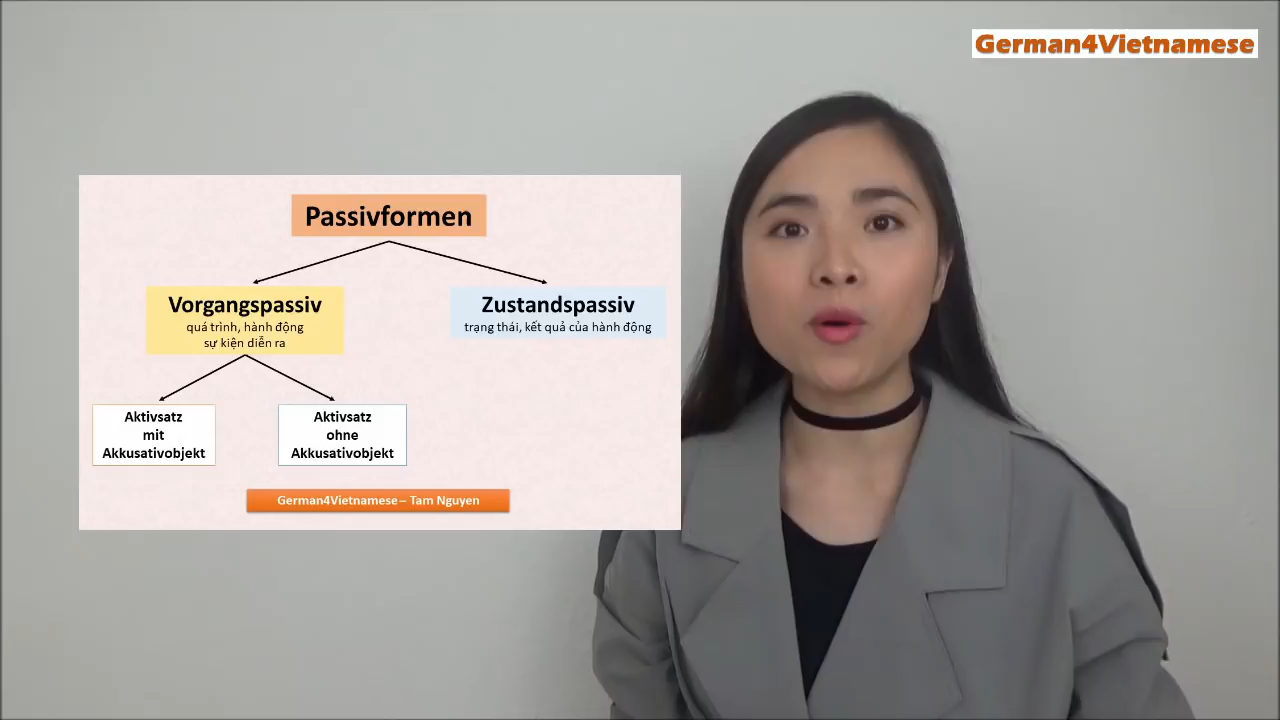 German4Vietnamese
Passivformen
Vorgangspassiv
quá trình, hành động
sự kiện diễn ra
Zustandspassiv
trạng thái, kết quả của hành động
Aktivsatz
mit
Akkusativobjekt
Aktivsatz
ohne
Akkusativobjekt
German4Vietnamese – Tam Nguyen